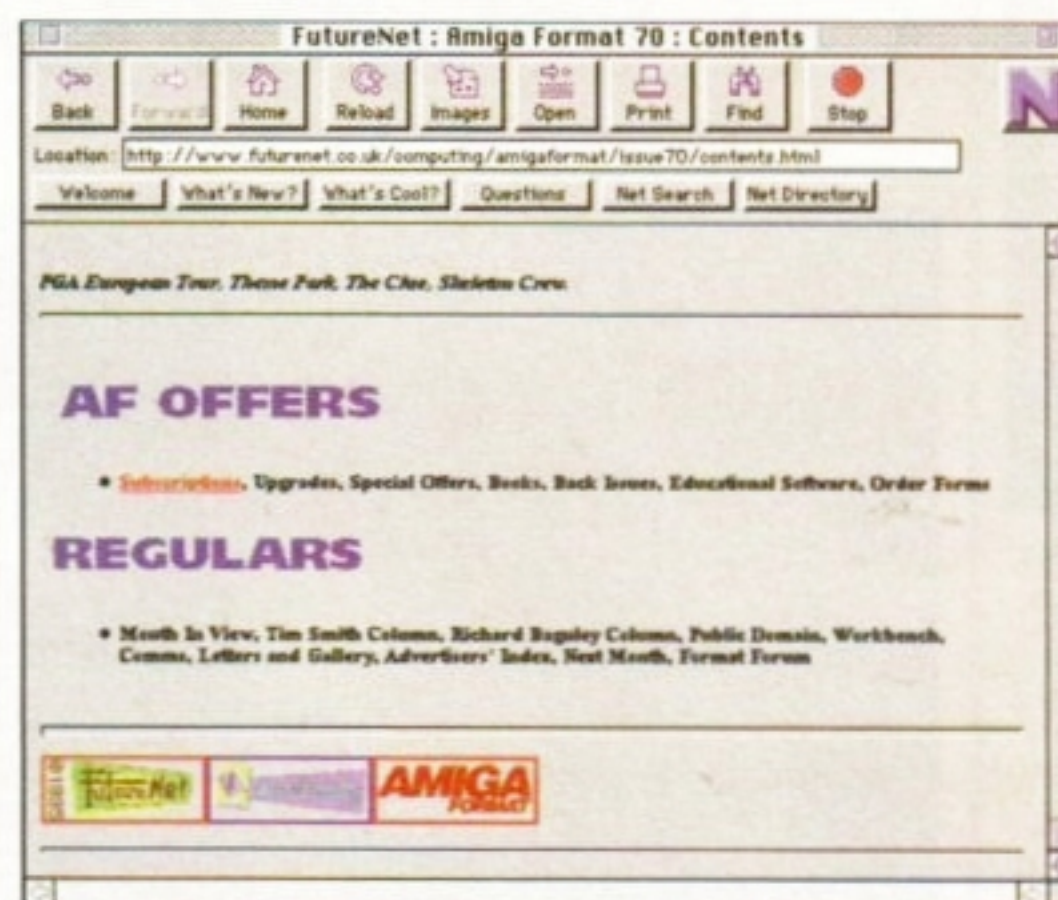 FutureNet : Amiga Format 70 : Contents
Back Forward Home Reload Images Open Print Find Stop
N
Location: http://www.futurenet.co.uk/computing/amigaformat/issue70/contents.html
Welcome What's New? What's Cool? Questions Net Search Net Directory
PGA European Tour, Theme Park, The Clue, Skeleton Crew.
AF OFFERS
• Subscriptions, Upgrades, Special Offers, Books, Back Issues, Educational Software, Order Forms
REGULARS
• Month In View, Tim Smith Column, Richard Baguley Column, Public Domain, Workbench,
Comms, Letters and Gallery, Advertisers' Index, Next Month, Format Forum
FutureNet AMIGA
FORMAT